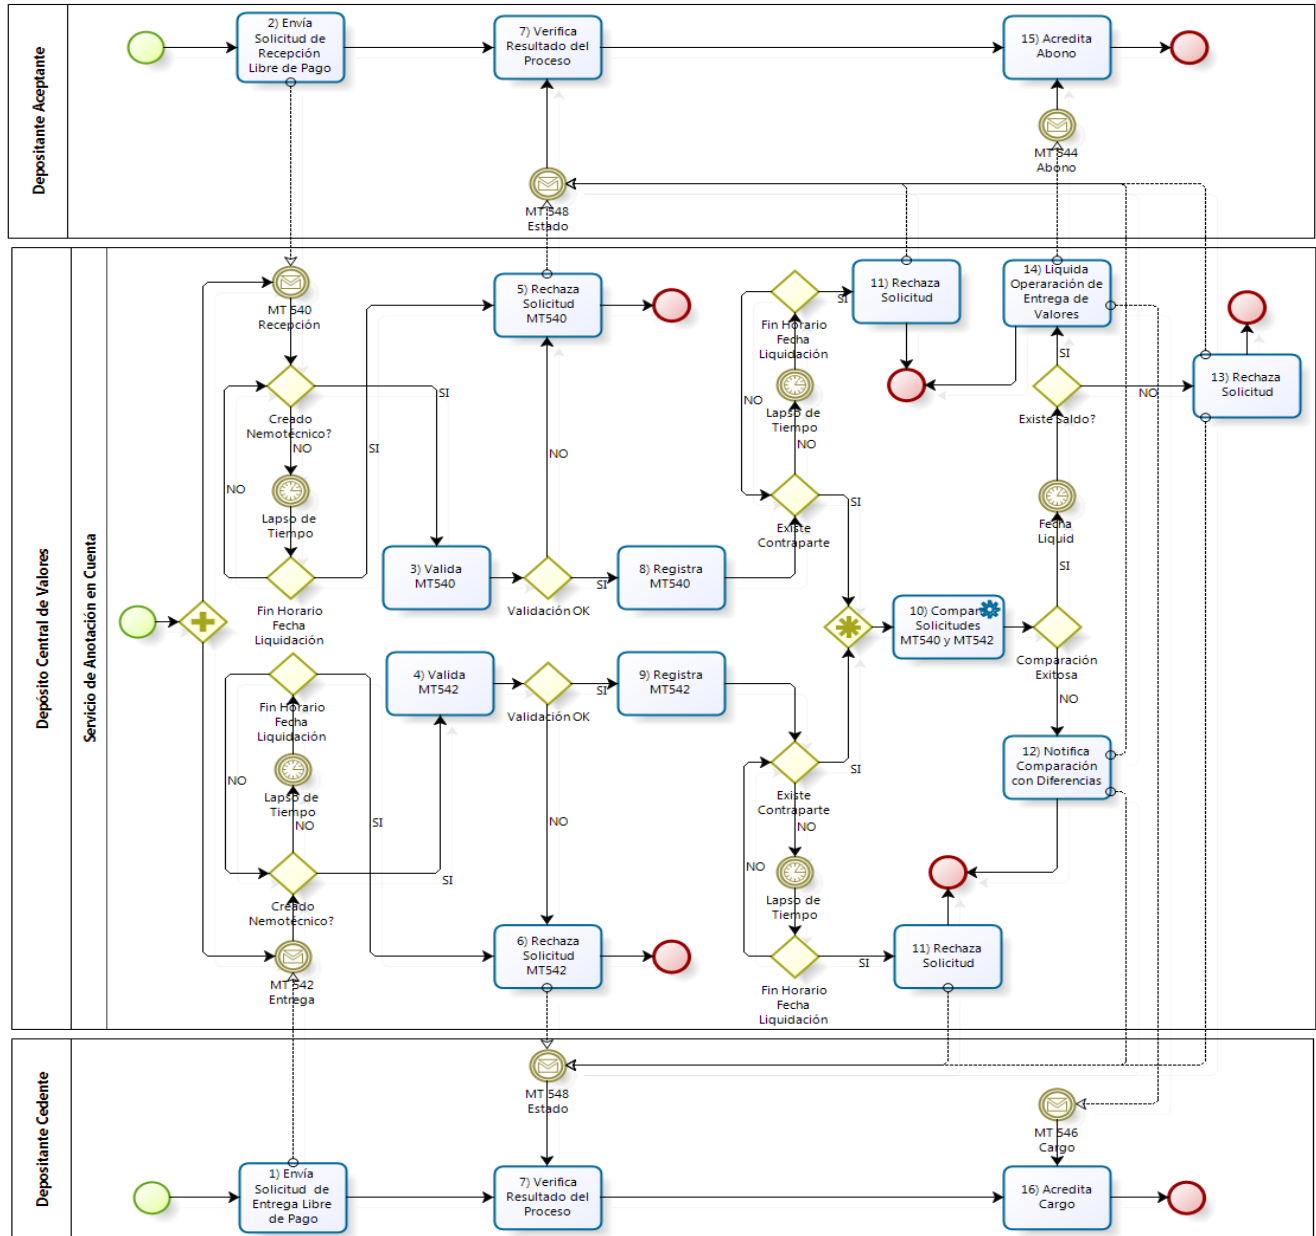 Depositante Aceptante
2) Envía
Solicitud de
Recepción
Libre de Pago
7) Verifica
Resultado del
Proceso
15) Acredita
Abono
MT 544
Abono
MT 548
Estado
Depósito Central de Valores
Servicio de Anotación en Cuenta
MT 540
Recepción
5) Rechaza
Solicitud
MT540
11) Rechaza
Solicitud
14) Liquida
Operaración de
Entrega de
Valores
SI
Fin Horario
Fecha
Liquidación
SI
13) Rechaza
Solicitud
NO
Existe Saldo?
SI
Creado
Nemotécnico?
NO
SI
NO
Lapso de
Tiempo
NO
NO
NO
Lapso de
Tiempo
SI
Existe
Contraparte
Fecha
Liquid
SI
3) Valida
MT540
Validación OK
SI
8) Registra
MT540
Fin Horario
Fecha
Liquidación
10) Compara
Solicitudes
MT540 y MT542
Comparación
Exitosa
NO
4) Valida
MT542
Validación OK
SI
9) Registra
MT542
Fin Horario
Fecha
Liquidación
NO
Lapso de
Tiempo
NO
SI
NO
SI
Existe
Contraparte
NO
12) Notifica
Comparación
con Diferencias
SI
Creado
Nemotécnico?
NO
Lapso de
Tiempo
6) Rechaza
Solicitud
MT542
11) Rechaza
Solicitud
SI
MT 542
Entrega
Fin Horario
Fecha
Liquidación
Depositante Cedente
MT 548
Estado
MT 546
Cargo
1) Envía
Solicitud de
Entrega Libre
de Pago
7) Verifica
Resultado del
Proceso
16) Acredita
Cargo